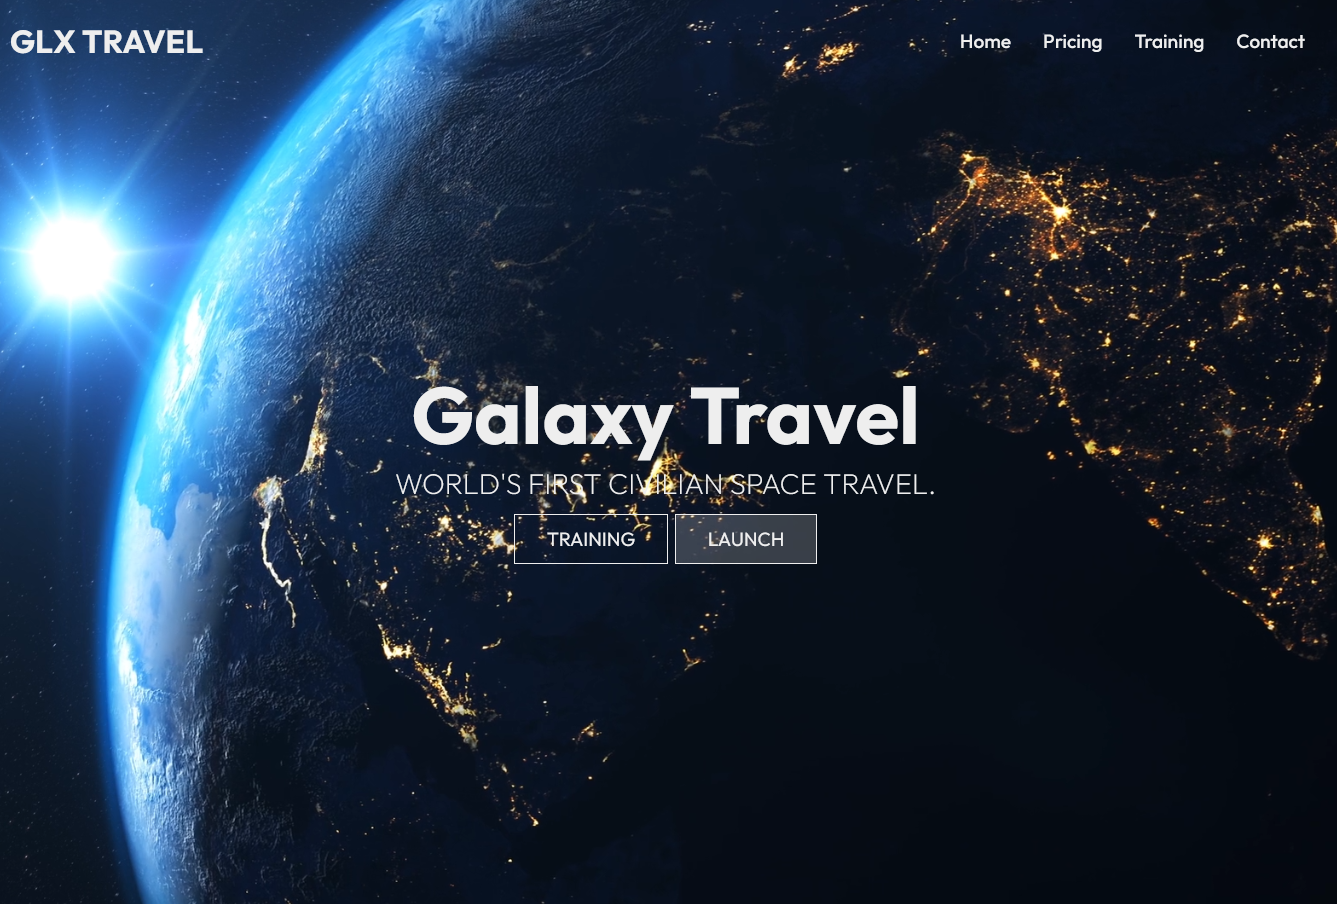 GLX TRAVEL
Home Pricing Training Contact
Galaxy Travel
WORLD'S FIRST CIVILIAN SPACE TRAVEL.
TRAINING LAUNCH